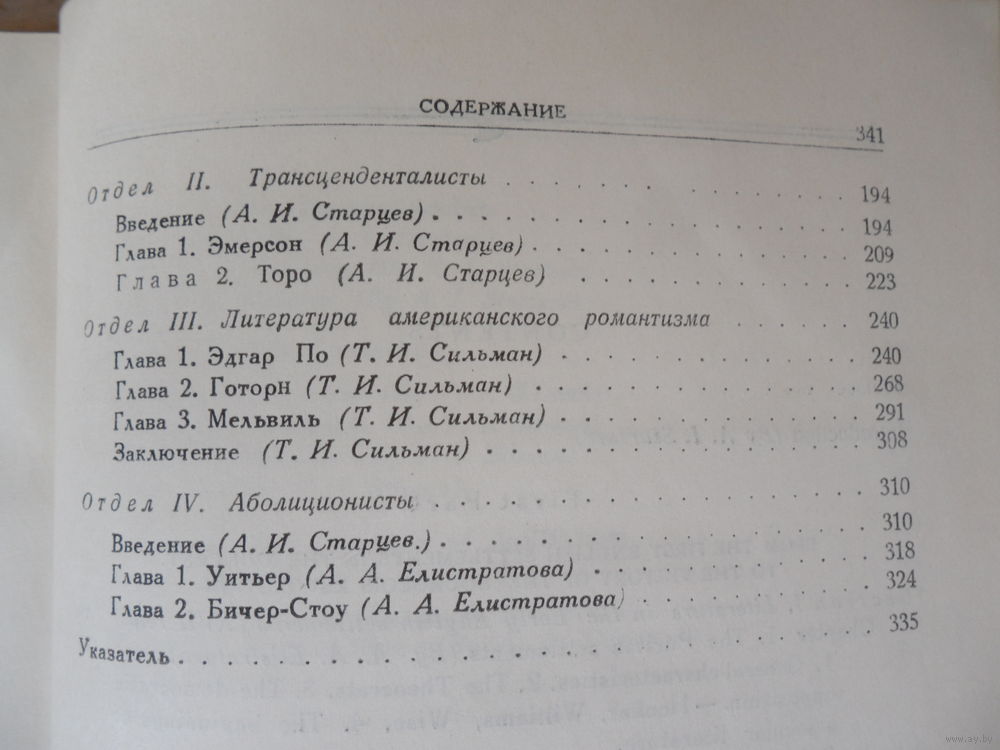 СОДЕРЖАНИЕ 341
Отдел II. Трансценденталисты . . . . . . . . . . 194
Введение (А. И. Старцев) . . . . . . . . . . . . 194
Глава 1. Эмерсон (А. И. Старцев) . . . . . . . . . . 209
Глава 2. Торо (А. И. Старцев) . . . . . . . . . 223
Отдел III. Литература американского романтизма . . . . . . 240
Глава 1. Эдгар По (Т. И. Сильман) . . . . . . . . . . 240
Глава 2. Готорн (Т. И. Сильман) . . . . . . . . . . 268
Глава 3. Мельвиль (Т. И. Сильман) . . . . . . . . . . 291
Заключение (Т. И. Сильман) . . . . . . . . . . . . 308
Отдел IV. Аболиционисты . . . . . . . . . . . . . 310
Введение (А. И. Старцев.) . . . . . . . . . . . . 310
Глава 1. Уитьер (А. А. Елистратова) . . . . . . . . . 318
Глава 2. Бичер-Стоу (А. А. Елистратова) . . . . . . . . 324
Указатель . . . . . . . . . . . . . . . . . . 335
www.ay.by